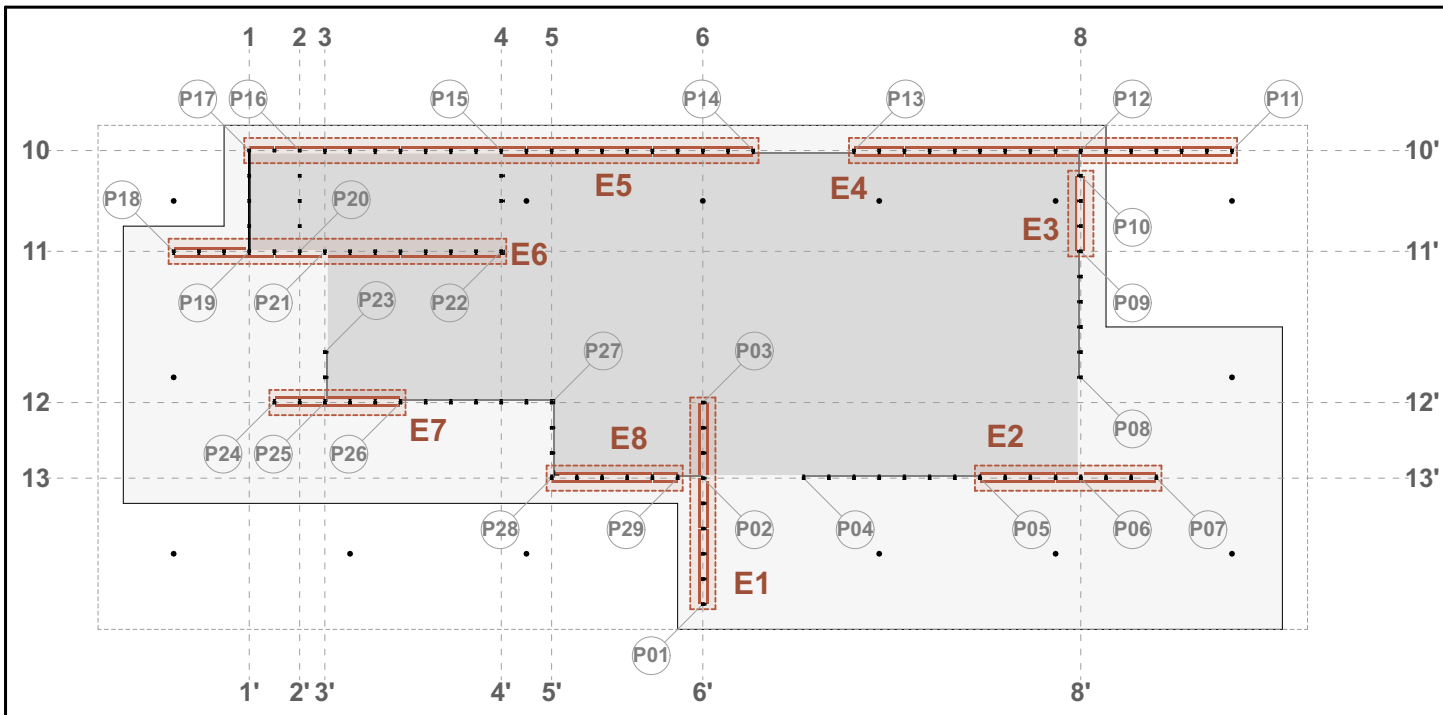 1 2 3 4 5 6 8
P17 P16 P15 P14 P13 P12 P11
10 10'
E5 E4
P18 P20 E3 P10
11 E6 11'
P19 P21 P23 P22 P09
P27 P03
12 12'
E7 E8 E2 P08
P24 P25 P26
13 13'
P28 P29 P02 P04 P05 P06 P07
E1
P01
1' 2' 3' 4' 5' 6' 8'